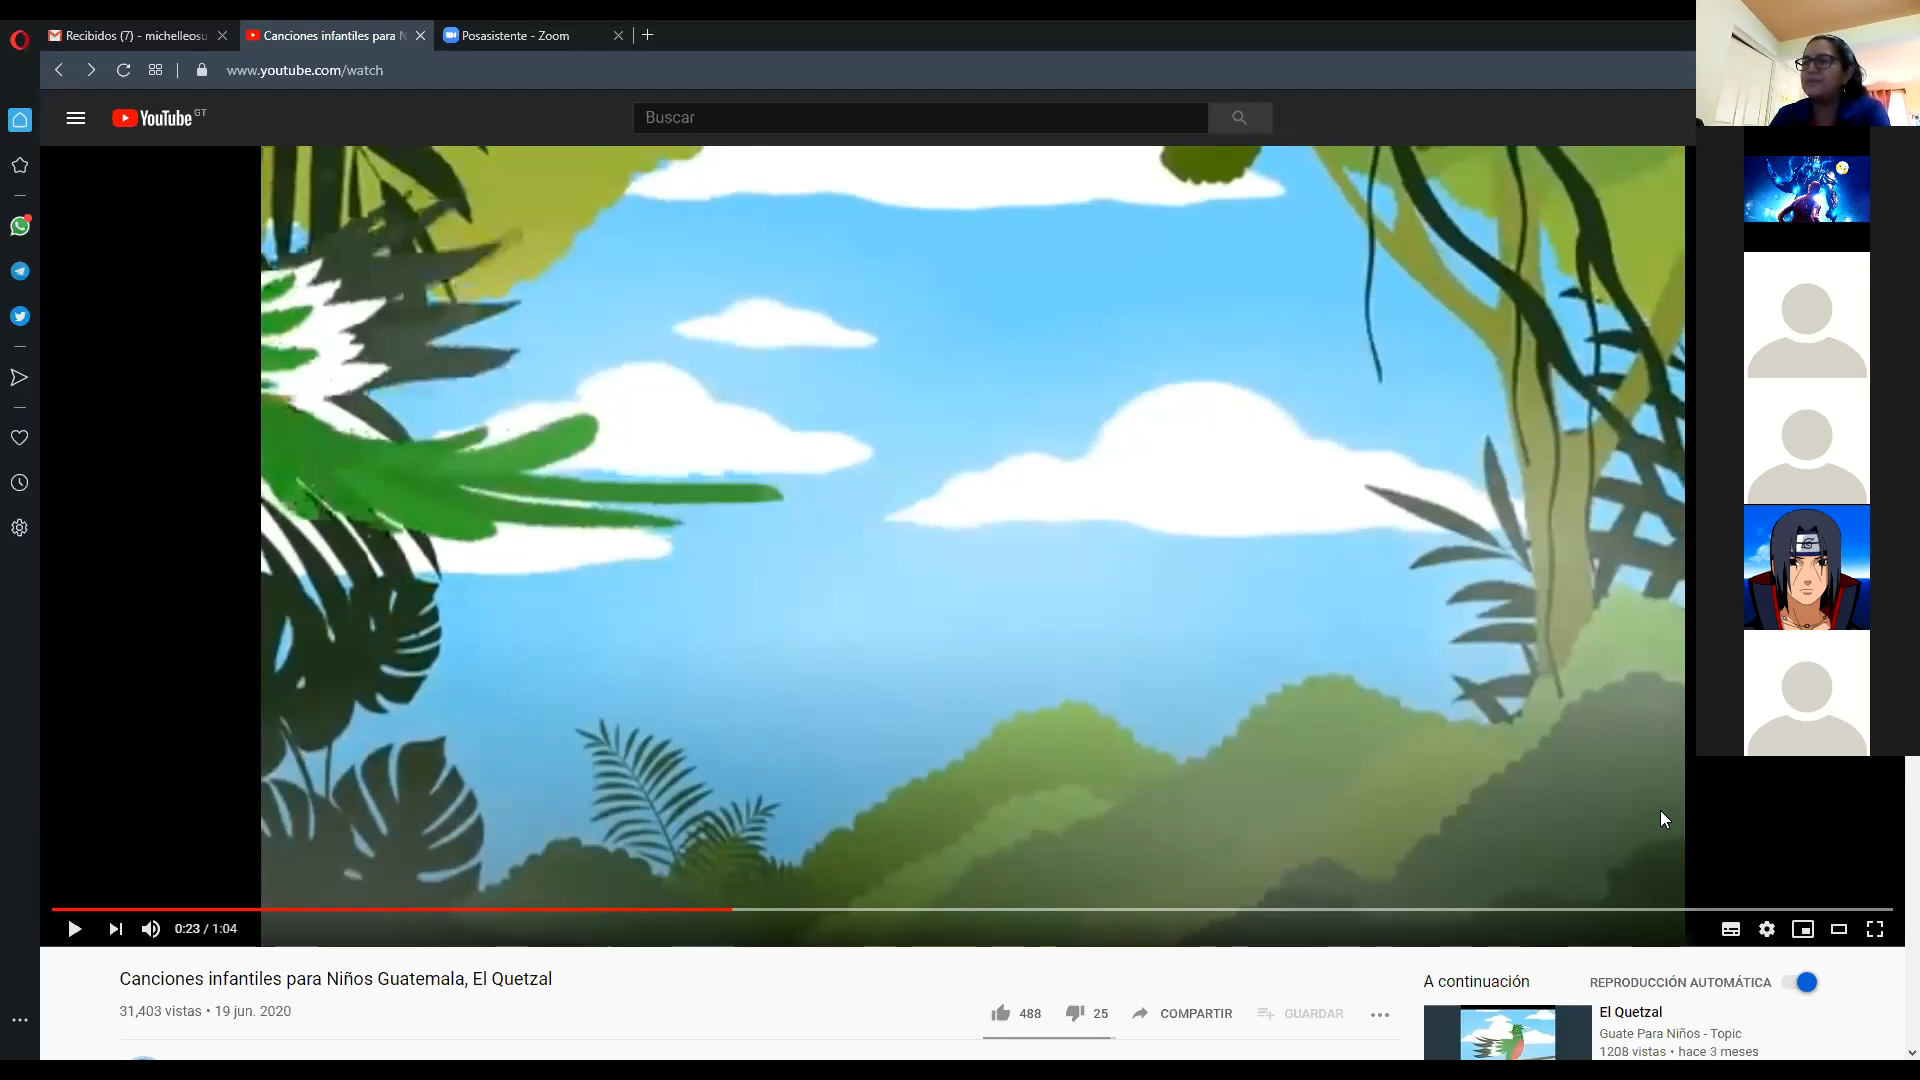 Recibidos (7) - michelleosu
Canciones infantiles para N
Posasistente - Zoom
www.youtube.com/watch
YouTube GT
Buscar
0:23 / 1:04
Canciones infantiles para Niños Guatemala, El Quetzal
31,403 vistas • 19 jun. 2020
488
25
COMPARTIR
GUARDAR
A continuación
REPRODUCCIÓN AUTOMÁTICA
El Quetzal
Guate Para Niños - Topic
1208 vistas • hace 3 meses